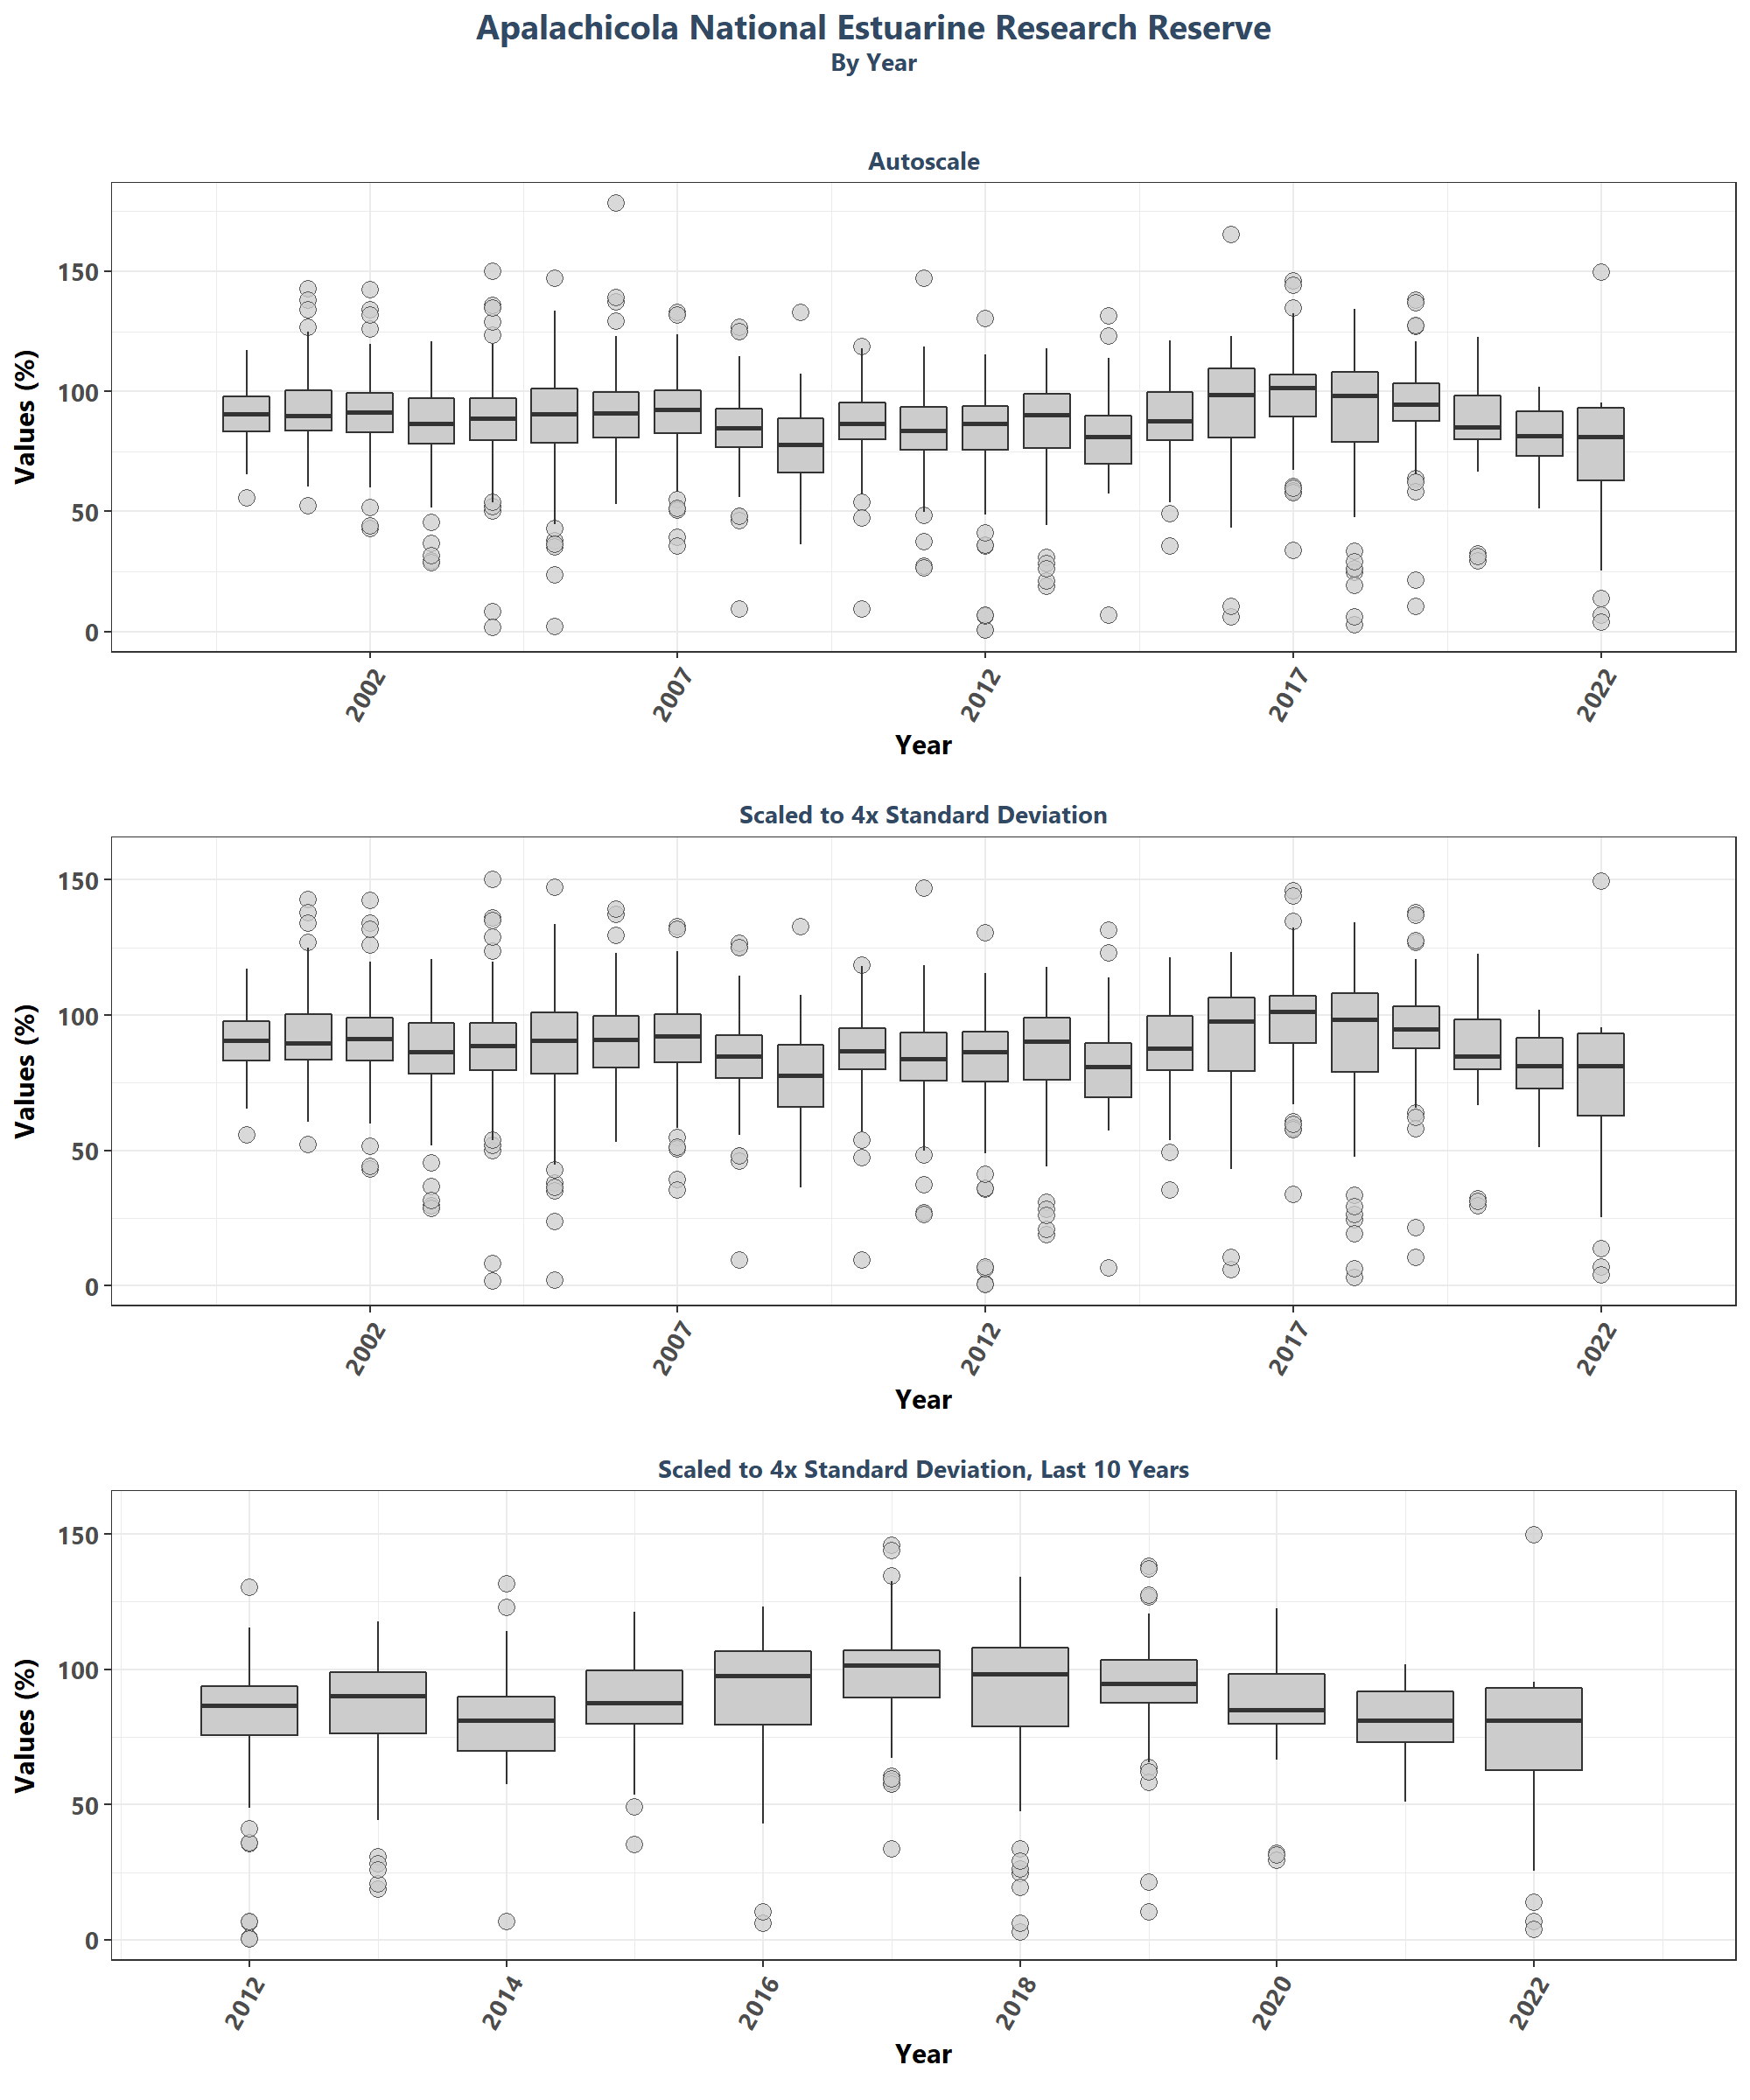 Apalachicola National Estuarine Research Reserve
By Year
Autoscale
Values (%)
150
100
50
0
2002
2007
2012
2017
2022
Year
Scaled to 4x Standard Deviation
Values (%)
150
100
50
0
2002
2007
2012
2017
2022
Year
Scaled to 4x Standard Deviation, Last 10 Years
Values (%)
150
100
50
0
2012
2014
2016
2018
2020
2022
Year